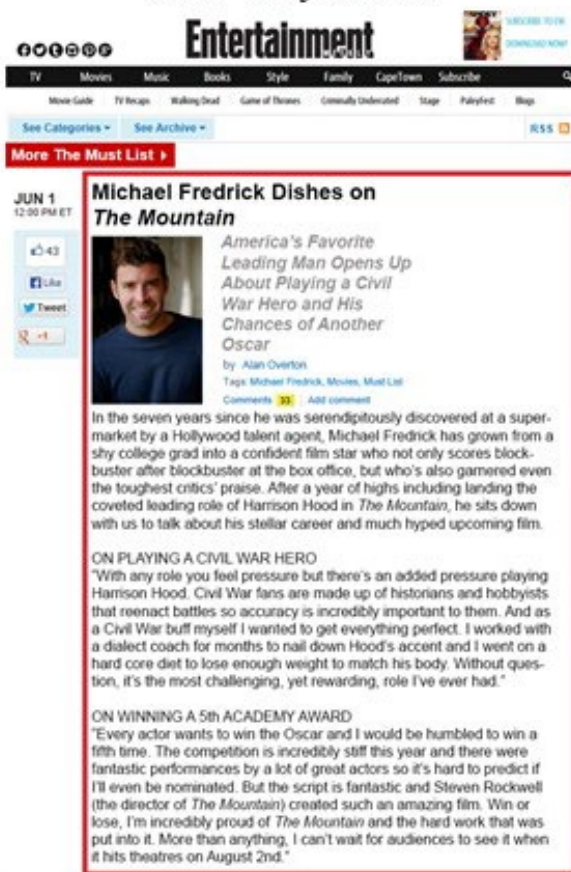 Entertainment
SUBSCRIBE TO EW
DOWNLOAD NOW
TV Movies Music Books Style Family CapeTown Subscribe
Movie Guide TV Recaps Walking Dead Game of Thrones Criminally Underrated Stage Paleyfest Blogs
See Categories See Archive RSS
More The Must List
JUN 1
12:00 PM ET
43
Like
Tweet
+1
Michael Fredrick Dishes on
The Mountain
America's Favorite
Leading Man Opens Up
About Playing a Civil
War Hero and His
Chances of Another
Oscar
by Alan Overton
Tags: Michael Fredrick, Movies, Must List
Comments 33 Add comment
In the seven years since he was serendipitously discovered at a super-
market by a Hollywood talent agent, Michael Fredrick has grown from a
shy college grad into a confident film star who not only scores block-
buster after blockbuster at the box office, but who's also garnered even
the toughest critics' praise. After a year of highs including landing the
coveted leading role of Harrison Hood in The Mountain, he sits down
with us to talk about his stellar career and much hyped upcoming film.
ON PLAYING A CIVIL WAR HERO
"With any role you feel pressure but there's an added pressure playing
Harrison Hood. Civil War fans are made up of historians and hobbyists
that reenact battles so accuracy is incredibly important to them. And as
a Civil War buff myself I wanted to get everything perfect. I worked with
a dialect coach for months to nail down Hood's accent and I went on a
hard core diet to lose enough weight to match his body. Without ques-
tion, it's the most challenging, yet rewarding, role I've ever had."
ON WINNING A 5th ACADEMY AWARD
"Every actor wants to win the Oscar and I would be humbled to win a
fifth time. The competition is incredibly stiff this year and there were
fantastic performances by a lot of great actors so it's hard to predict if
I'll even be nominated. But the script is fantastic and Steven Rockwell
(the director of The Mountain) created such an amazing film. Win or
lose, I'm incredibly proud of The Mountain and the hard work that was
put into it. More than anything, I can't wait for audiences to see it when
it hits theatres on August 2nd."